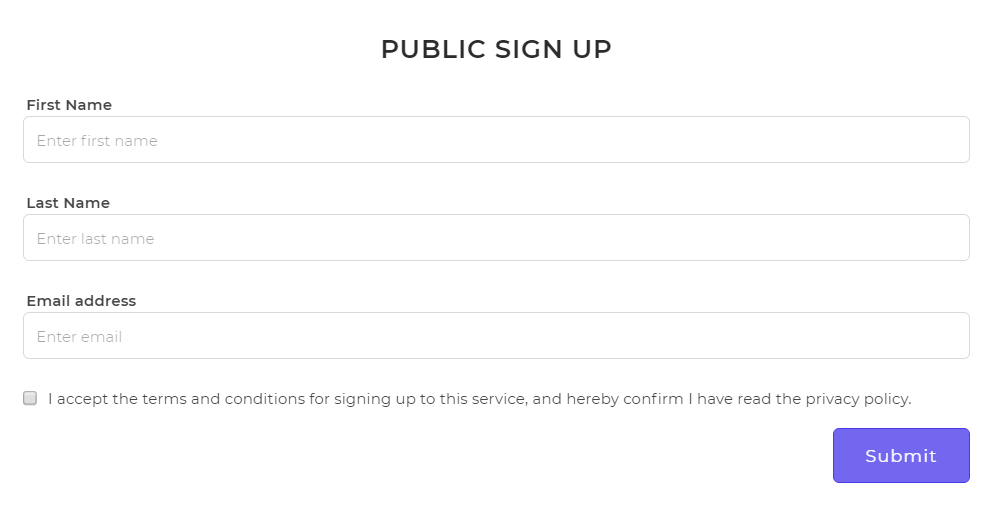 PUBLIC SIGN UP
First Name
Enter first name
Last Name
Enter last name
Email address
Enter email
I accept the terms and conditions for signing up to this service, and hereby confirm I have read the privacy policy.
Submit